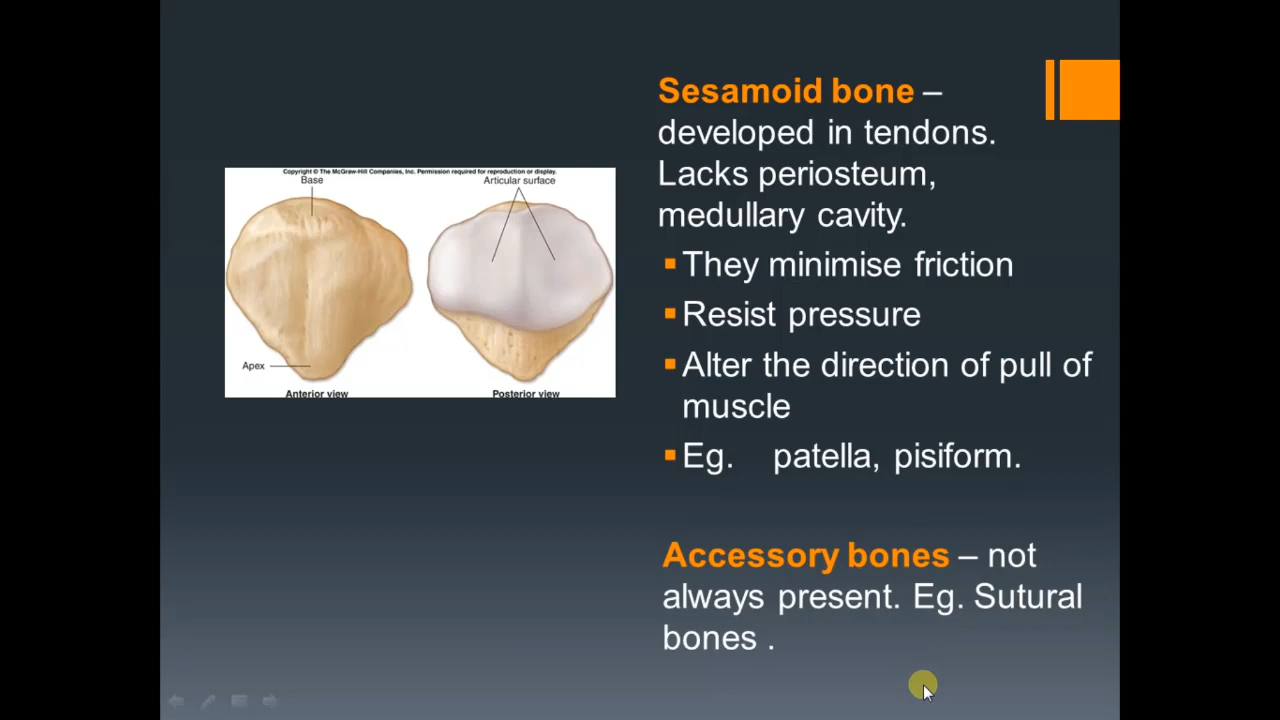 Copyright © The McGraw-Hill Companies, Inc. Permission required for reproduction or display.
Base
Articular surface
Apex
Anterior view
Posterior view
Sesamoid bone –
developed in tendons.
Lacks periosteum,
medullary cavity.
They minimise friction
Resist pressure
Alter the direction of pull of
muscle
Eg. patella, pisiform.
Accessory bones – not
always present. Eg. Sutural
bones .